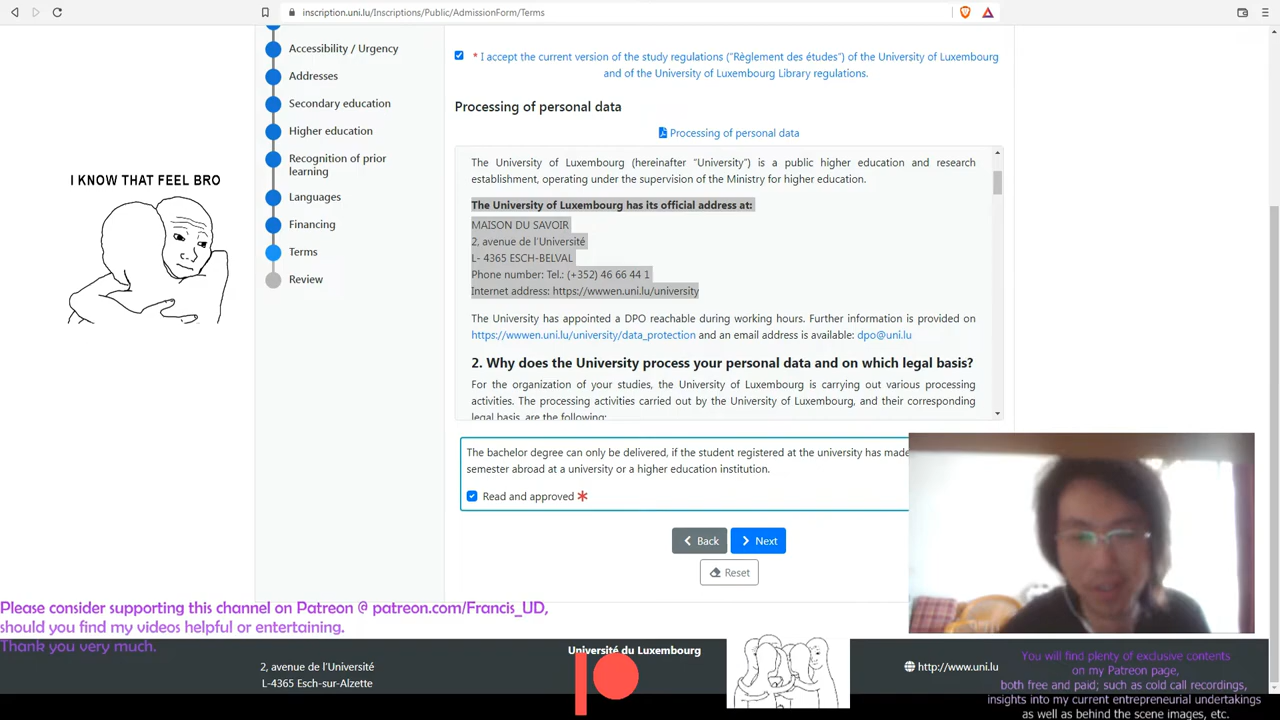 inscription.uni.lu/Inscriptions/Public/AdmissionForm/Terms
Accessibility / Urgency
Addresses
Secondary education
Higher education
Recognition of prior
learning
Languages
Financing
Terms
Review
I KNOW THAT FEEL BRO
* I accept the current version of the study regulations ("Règlement des études") of the University of Luxembourg
and of the University of Luxembourg Library regulations.
Processing of personal data
Processing of personal data
The University of Luxembourg (hereinafter "University") is a public higher education and research
establishment, operating under the supervision of the Ministry for higher education.
The University of Luxembourg has its official address at:
MAISON DU SAVOIR
2, avenue de l'Université
L- 4365 ESCH-BELVAL
Phone number: Tel.: (+352) 46 66 44 1
Internet address: https://wwwen.uni.lu/university
The University has appointed a DPO reachable during working hours. Further information is provided on
https://wwwen.uni.lu/university/data_protection and an email address is available: dpo@uni.lu
2. Why does the University process your personal data and on which legal basis?
For the organization of your studies, the University of Luxembourg is carrying out various processing
activities. The processing activities carried out by the University of Luxembourg, and their corresponding
legal basis, are the following:
The bachelor degree can only be delivered, if the student registered at the university has made
semester abroad at a university or a higher education institution.
Read and approved *
Back
Next
Reset
Please consider supporting this channel on Patreon @ patreon.com/Francis_UD,
should you find my videos helpful or entertaining.
Thank you very much.
2, avenue de l'Université
L-4365 Esch-sur-Alzette
Université du Luxembourg
http://www.uni.lu
You will find plenty of exclusive contents
on my Patreon page,
both free and paid; such as cold call recordings,
insights into my current entrepreneurial undertakings
as well as behind the scene images, etc.